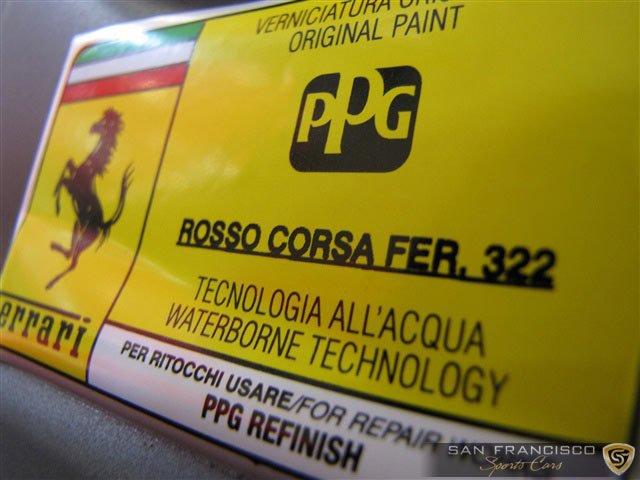 VERNICIATURA
ORIGINAL PAINT
PPG
ROSSO CORSA FER. 322
TECNOLOGIA ALL'ACQUA
WATERBORNE TECHNOLOGY
errari
PER RITOCCHI USARE/FOR REPAIR
PPG REFINISH
SAN FRANCISCO
Sports Cars